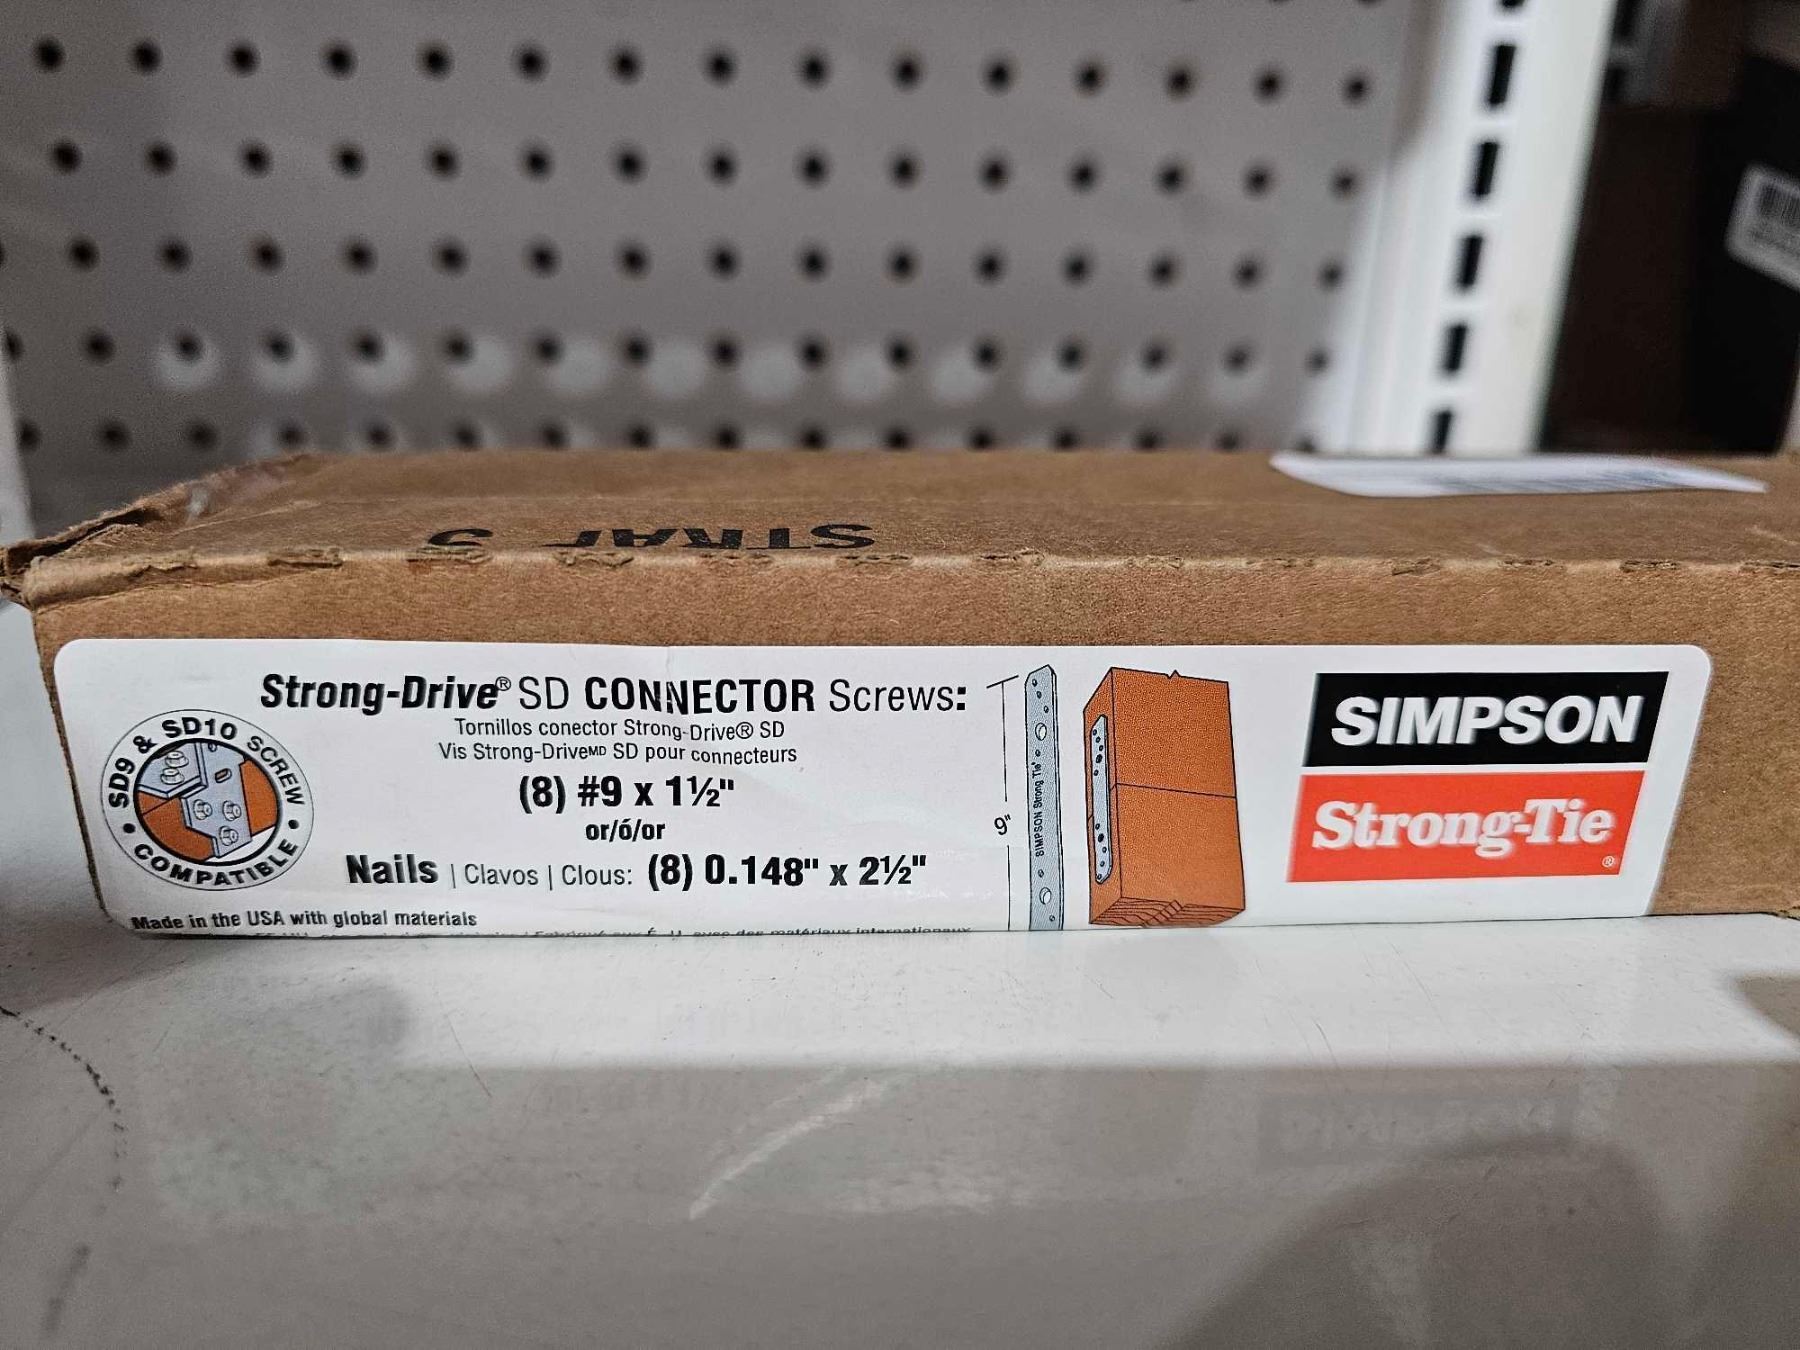 STRAP 9
SD9 & SD10 SCREW
• COMPATIBLE •
Strong-Drive® SD CONNECTOR Screws:
Tornillos conector Strong-Drive® SD
Vis Strong-Driveᴹᴰ SD pour connecteurs
(8) #9 x 1½"
or/ó/or
Nails | Clavos | Clous: (8) 0.148" x 2½"
Made in the USA with global materials
9"
SIMPSON Strong Tie
SIMPSON
Strong-Tie®